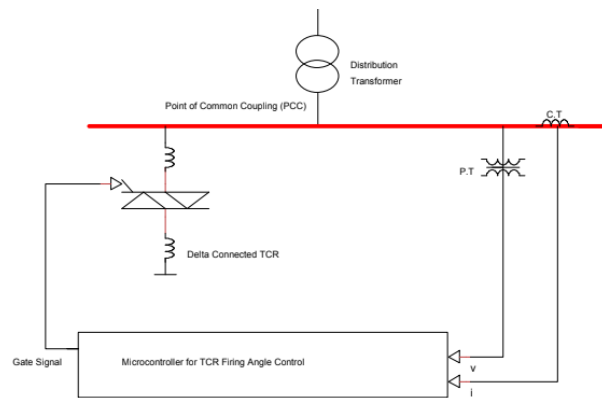 Distribution
Transformer
Point of Common Coupling (PCC)
C.T
P.T
Delta Connected TCR
Gate Signal
Microcontroller for TCR Firing Angle Control
v
i